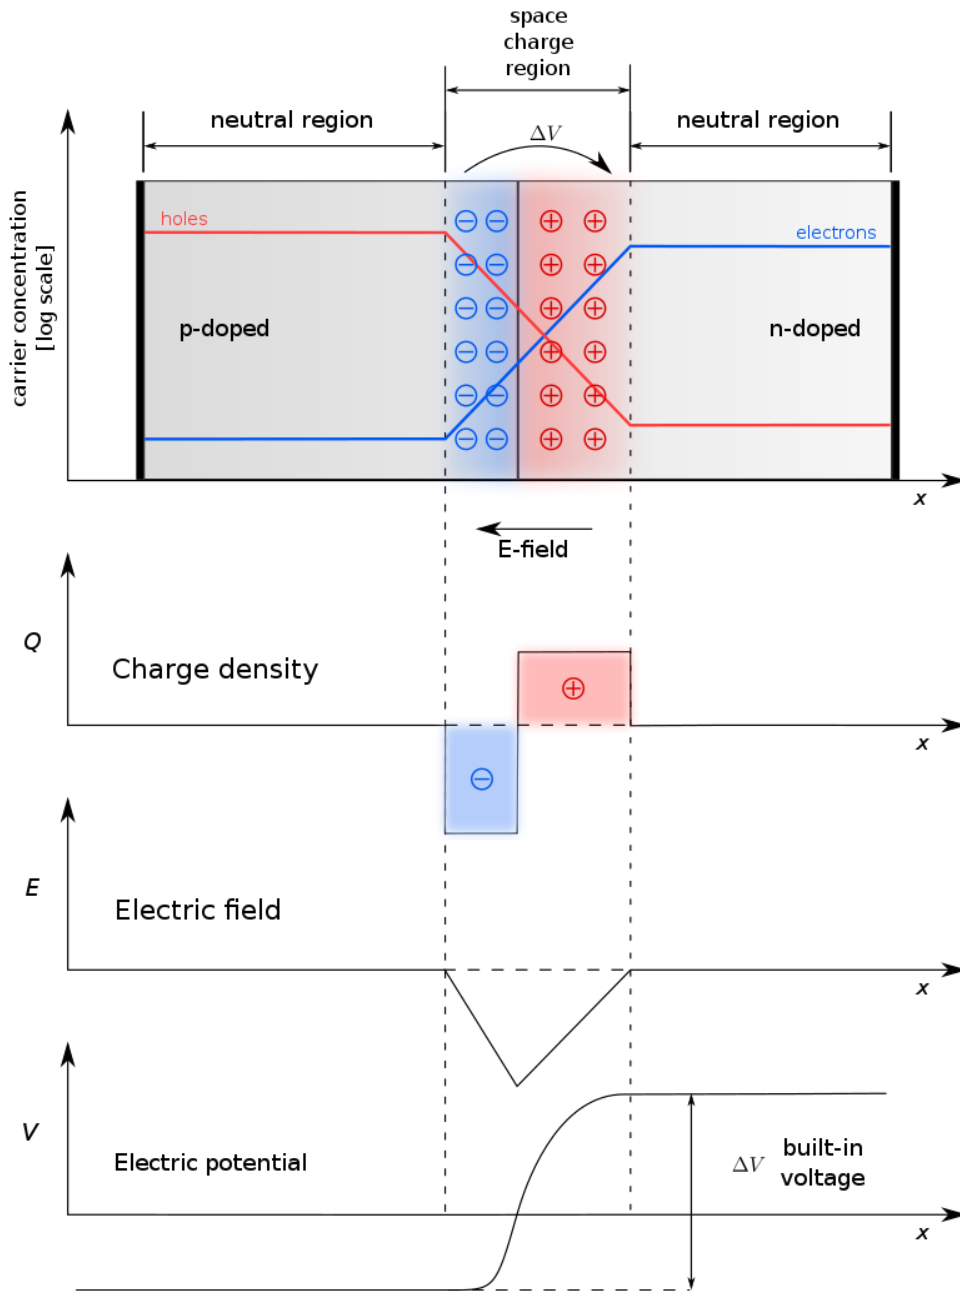 space
charge
region
neutral region
ΔV
neutral region
carrier concentration
[log scale]
holes
electrons
p-doped
n-doped
x
E-field
Q
Charge density
x
E
Electric field
x
V
Electric potential
ΔV
built-in
voltage
x